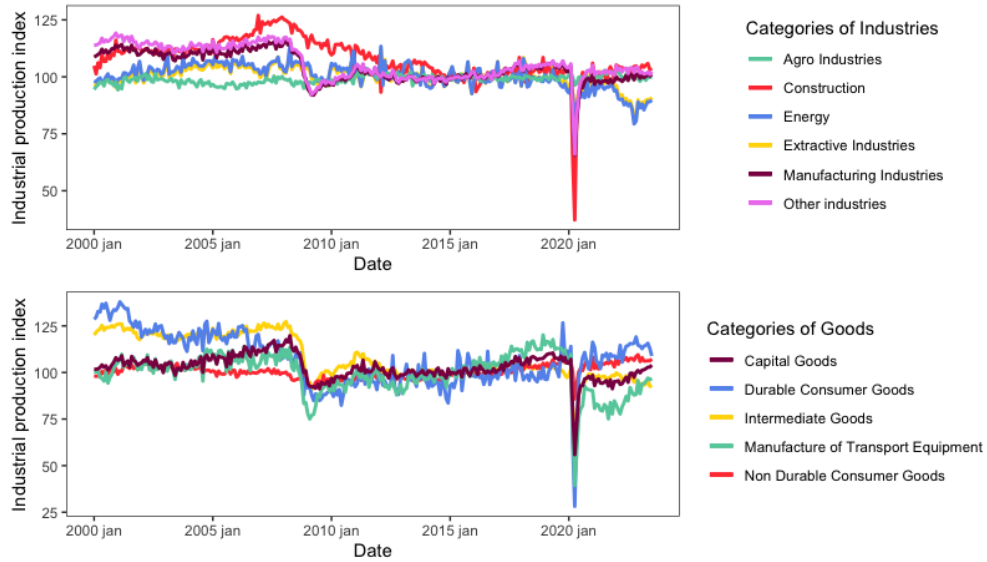 Industrial production index
125
100
75
50
2000 jan
2005 jan
2010 jan
2015 jan
2020 jan
Date
Categories of Industries
Agro Industries
Construction
Energy
Extractive Industries
Manufacturing Industries
Other industries
Industrial production index
125
100
75
50
25
2000 jan
2005 jan
2010 jan
2015 jan
2020 jan
Date
Categories of Goods
Capital Goods
Durable Consumer Goods
Intermediate Goods
Manufacture of Transport Equipment
Non Durable Consumer Goods